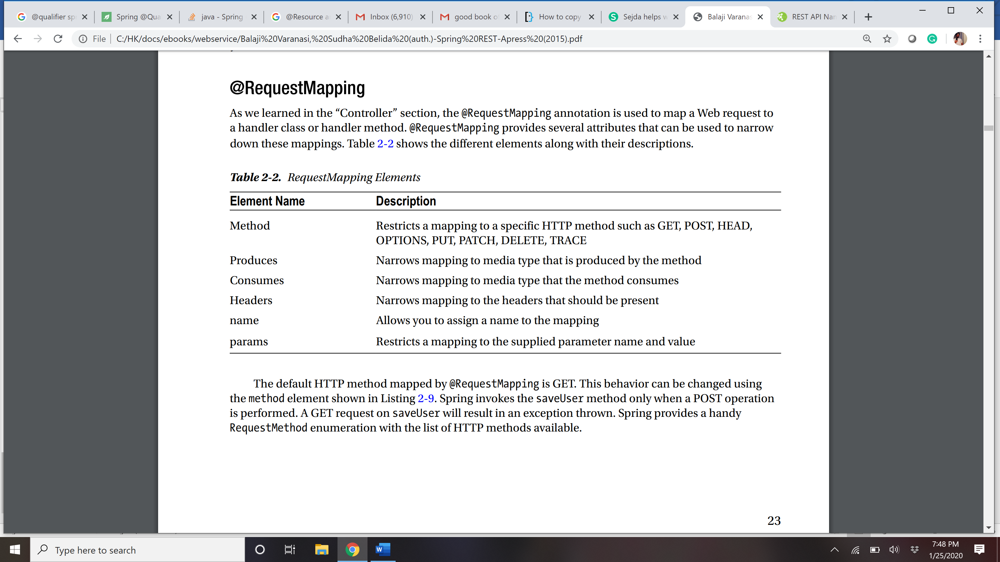 @qualifier sp
Spring @Qua
java - Spring
@Resource a
Inbox (6,910)
good book o
How to copy
Sejda helps w
Balaji Varanas
REST API Nam
File
C:/HK/docs/ebooks/webservice/Balaji%20Varanasi,%20Sudha%20Belida%20(auth.)-Spring%20REST-Apress%20(2015).pdf
@RequestMapping
As we learned in the “Controller” section, the @RequestMapping annotation is used to map a Web request to
a handler class or handler method. @RequestMapping provides several attributes that can be used to narrow
down these mappings. Table 2-2 shows the different elements along with their descriptions.
Table 2-2. RequestMapping Elements
Element Name Description
Method Restricts a mapping to a specific HTTP method such as GET, POST, HEAD,
OPTIONS, PUT, PATCH, DELETE, TRACE
Produces Narrows mapping to media type that is produced by the method
Consumes Narrows mapping to media type that the method consumes
Headers Narrows mapping to the headers that should be present
name Allows you to assign a name to the mapping
params Restricts a mapping to the supplied parameter name and value
The default HTTP method mapped by @RequestMapping is GET. This behavior can be changed using
the method element shown in Listing 2-9. Spring invokes the saveUser method only when a POST operation
is performed. A GET request on saveUser will result in an exception thrown. Spring provides a handy
RequestMethod enumeration with the list of HTTP methods available.
23
Type here to search
7:48 PM
1/25/2020